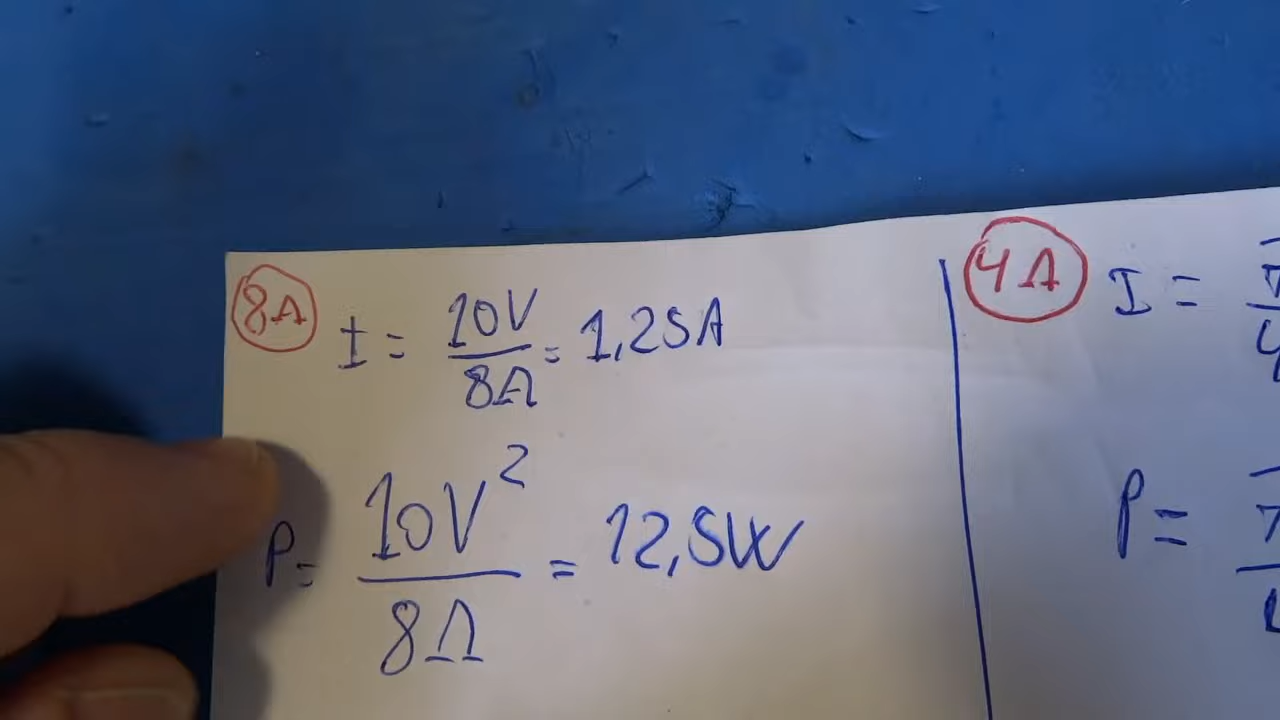 8Ω I = 10V / 8Ω = 1,25A
P = 10V² / 8Ω = 12,5W
4Ω I =
P =